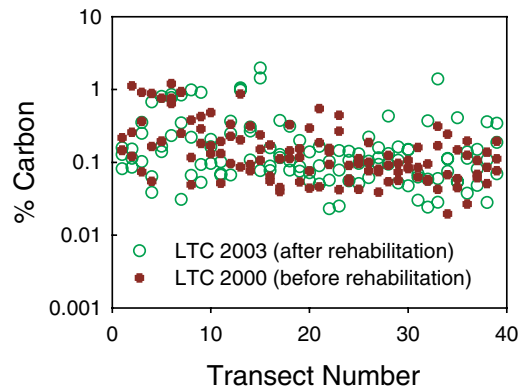 10
1
0.1
0.01
0.001
% Carbon
LTC 2003 (after rehabilitation)
LTC 2000 (before rehabilitation)
0 10 20 30 40
Transect Number